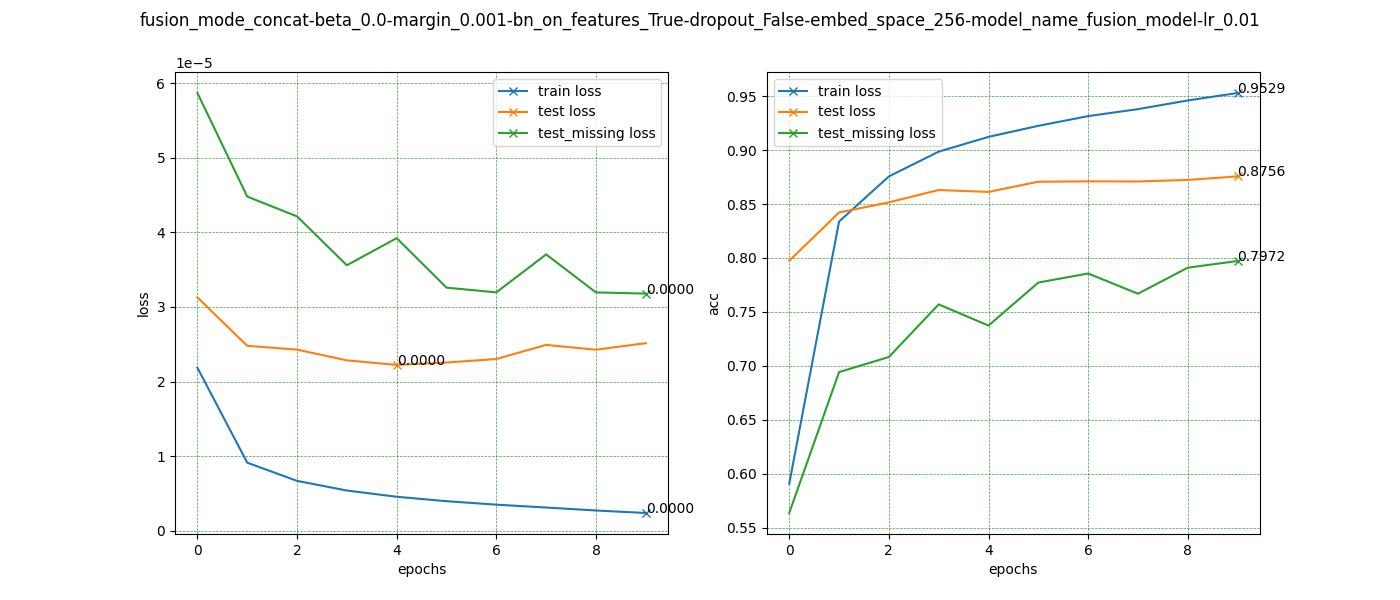 fusion_mode_concat-beta_0.0-margin_0.001-bn_on_features_True-dropout_False-embed_space_256-model_name_fusion_model-lr_0.01
1e−5
6
5
4
3
2
1
0
loss
train loss
test loss
test_missing loss
0.0000
0.0000
0.0000
0
2
4
6
8
epochs
0.95
0.90
0.85
0.80
0.75
0.70
0.65
0.60
0.55
acc
train loss
test loss
test_missing loss
0.9529
0.8756
0.7972
0
2
4
6
8
epochs